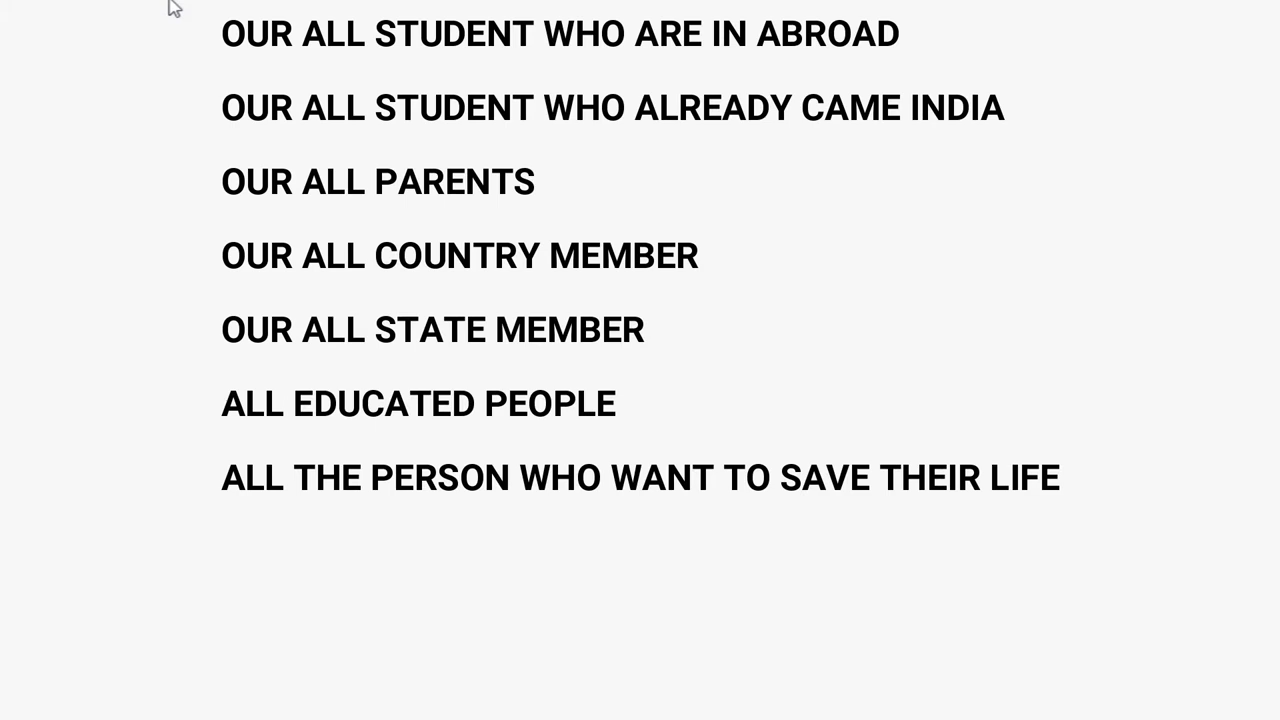 OUR ALL STUDENT WHO ARE IN ABROAD
OUR ALL STUDENT WHO ALREADY CAME INDIA
OUR ALL PARENTS
OUR ALL COUNTRY MEMBER
OUR ALL STATE MEMBER
ALL EDUCATED PEOPLE
ALL THE PERSON WHO WANT TO SAVE THEIR LIFE